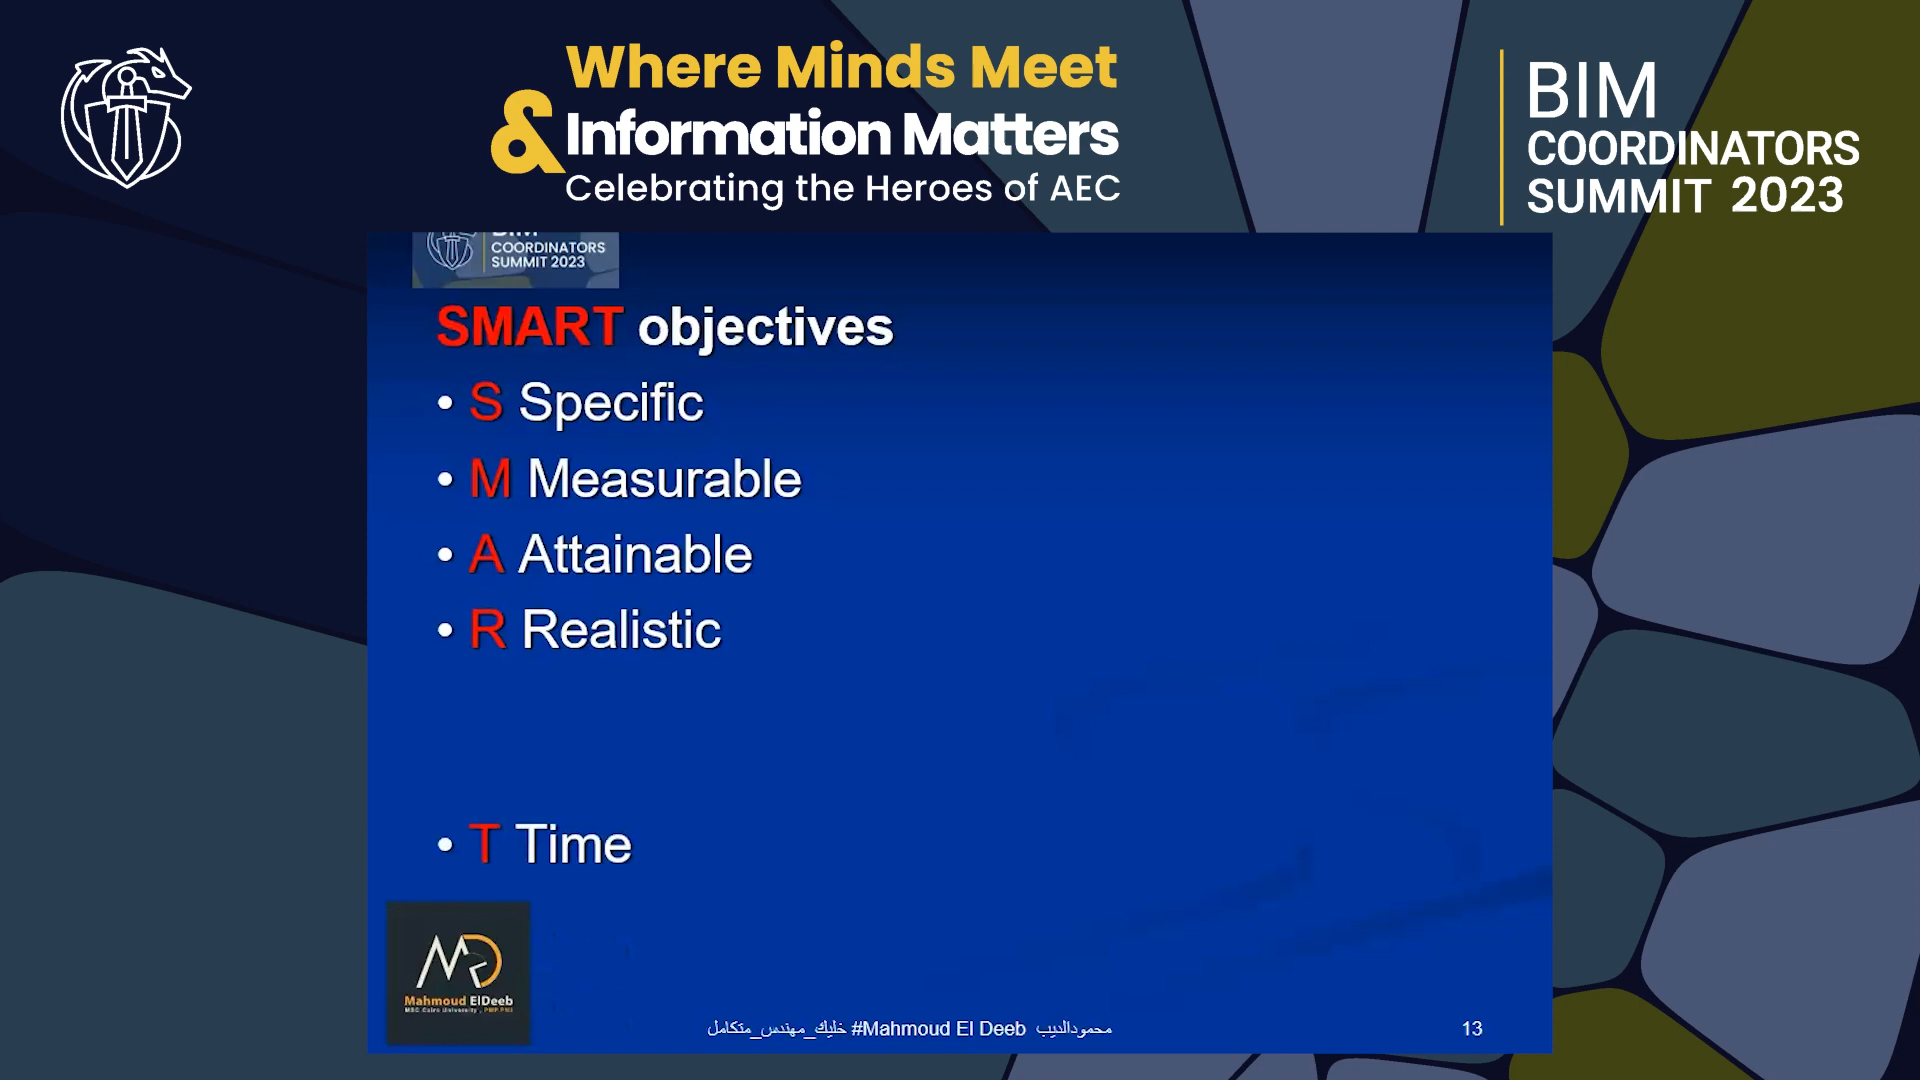 Where Minds Meet
& Information Matters
Celebrating the Heroes of AEC
BIM
COORDINATORS
SUMMIT 2023
BIM
COORDINATORS
SUMMIT 2023
SMART objectives
• S Specific
• M Measurable
• A Attainable
• R Realistic
• T Time
Mahmoud ElDeeb
MSC Cairo University , PMP.PMI
محمودالديب Mahmoud El Deeb# خليك_مهندس_متكامل
13